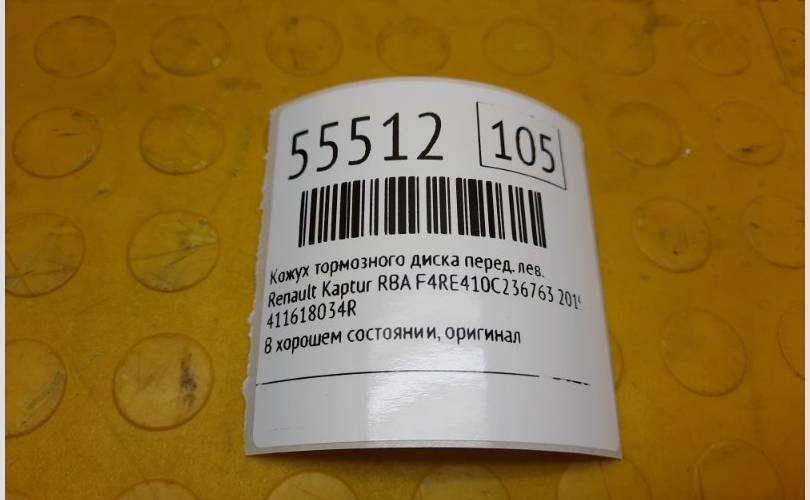 55512 105
Кожух тормозного диска перед. лев.
Renault Kaptur RBA F4RE410C236763
411618034R
В хорошем состоянии, оригинал